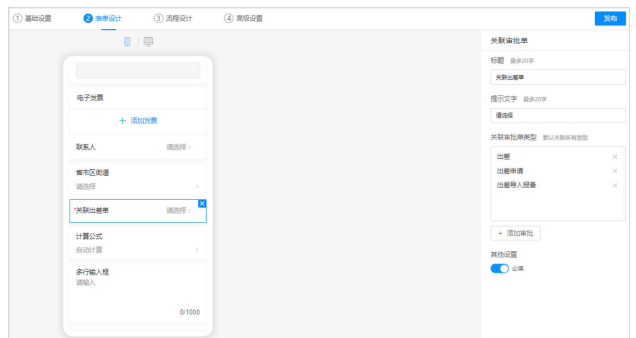 1 基础设置
2 表单设计
3 流程设计
4 高级设置
发布
电子发票
+ 添加发票
联系人 请选择 >
省市区街道
请选择 >
*关联出差单 请选择 >
计算公式
自动计算 >
多行输入框
请输入
0/1000
关联审批单
标题 最多20字
关联出差单
提示文字 最多20字
请选择
关联审批单类型 默认关联所有类型
出差 ×
出差申请 ×
出差导入报备 ×
+ 添加审批
其他设置
必填